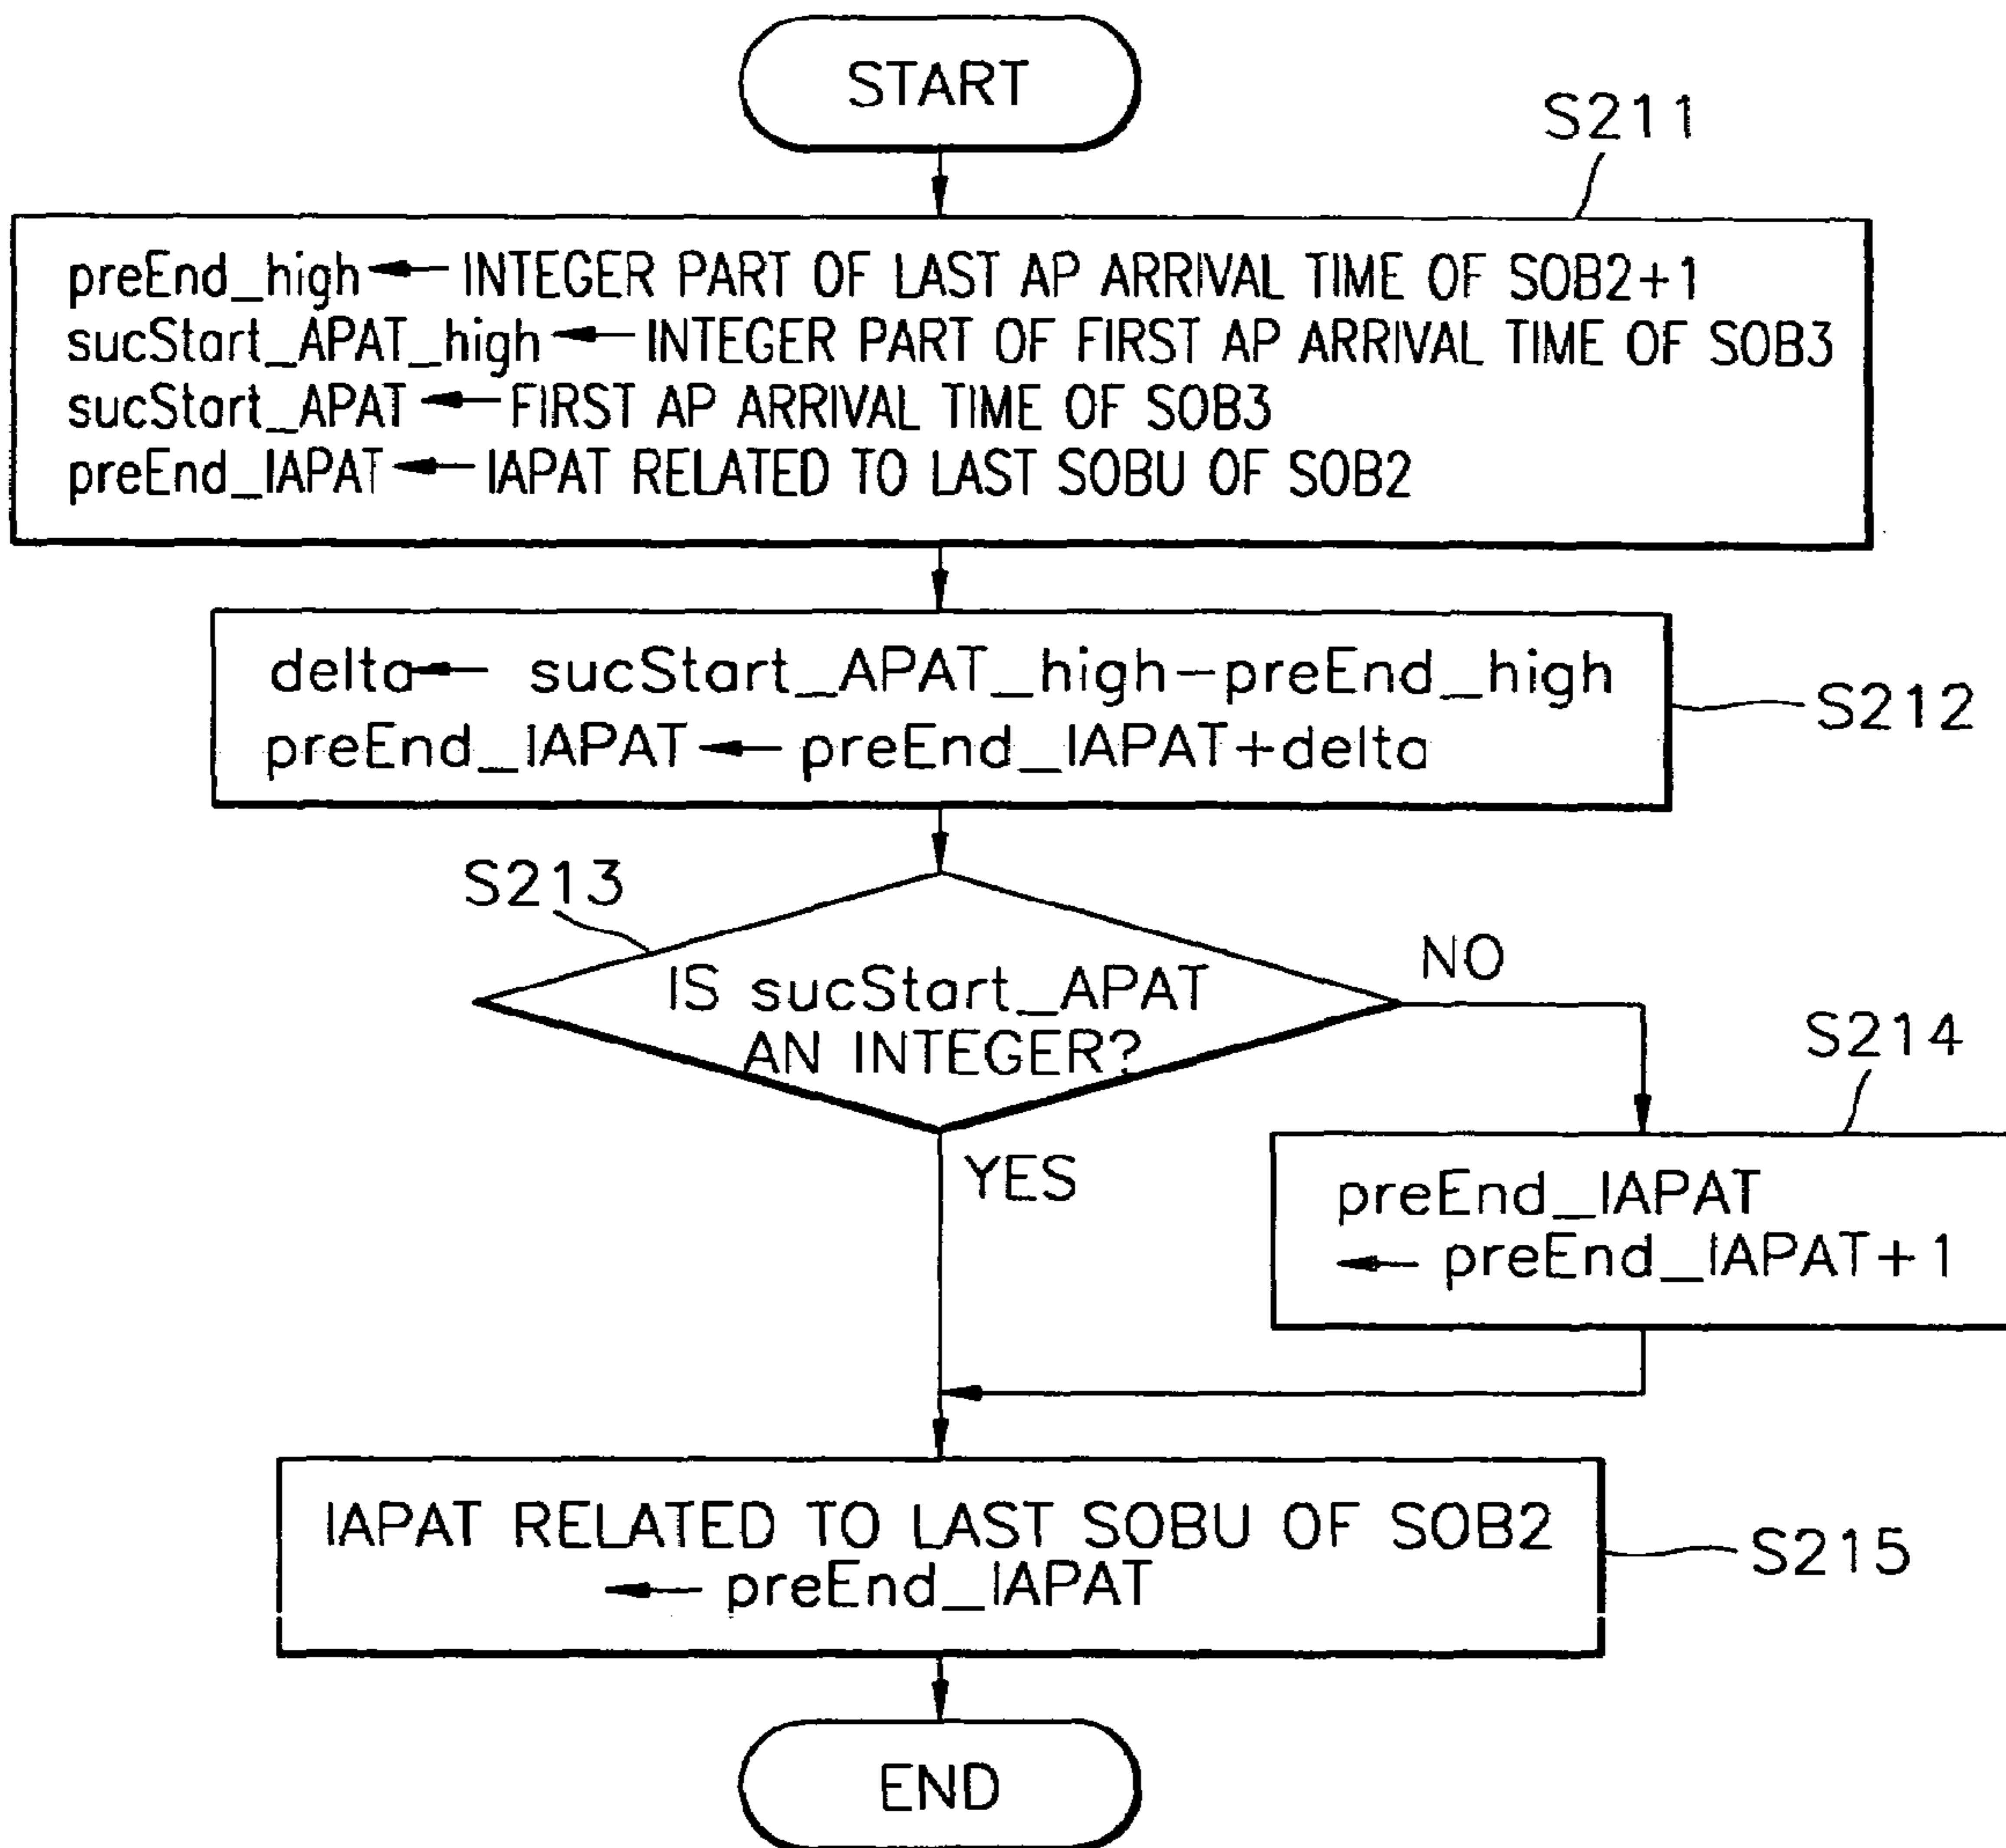 START
S211
preEnd_high ← INTEGER PART OF LAST AP ARRIVAL TIME OF SOB2+1
sucStart_APAT_high ← INTEGER PART OF FIRST AP ARRIVAL TIME OF SOB3
sucStart_APAT ← FIRST AP ARRIVAL TIME OF SOB3
preEnd_IAPAT ← IAPAT RELATED TO LAST SOBU OF SOB2
delta ← sucStart_APAT_high-preEnd_high
preEnd_IAPAT ← preEnd_IAPAT+delta
S212
S213
IS sucStart_APAT
AN INTEGER?
NO
YES
S214
preEnd_IAPAT
← preEnd_IAPAT+1
IAPAT RELATED TO LAST SOBU OF SOB2
← preEnd_IAPAT
S215
END